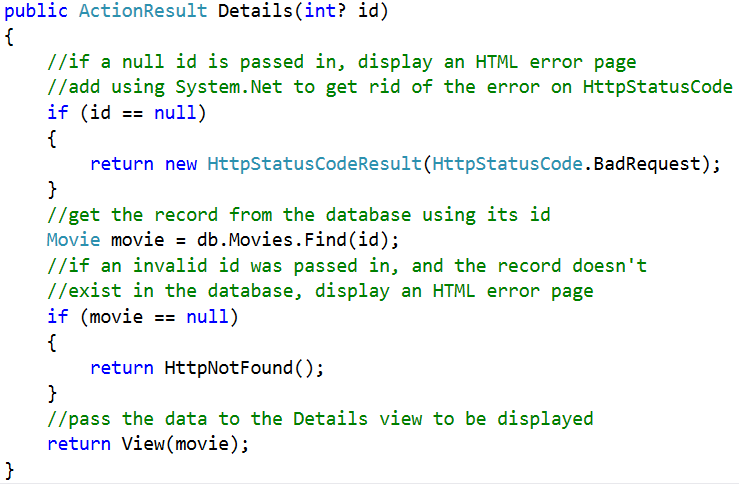 public ActionResult Details(int? id)
{
    //if a null id is passed in, display an HTML error page
    //add using System.Net to get rid of the error on HttpStatusCode
    if (id == null)
    {
        return new HttpStatusCodeResult(HttpStatusCode.BadRequest);
    }
    //get the record from the database using its id
    Movie movie = db.Movies.Find(id);
    //if an invalid id was passed in, and the record doesn't
    //exist in the database, display an HTML error page
    if (movie == null)
    {
        return HttpNotFound();
    }
    //pass the data to the Details view to be displayed
    return View(movie);
}